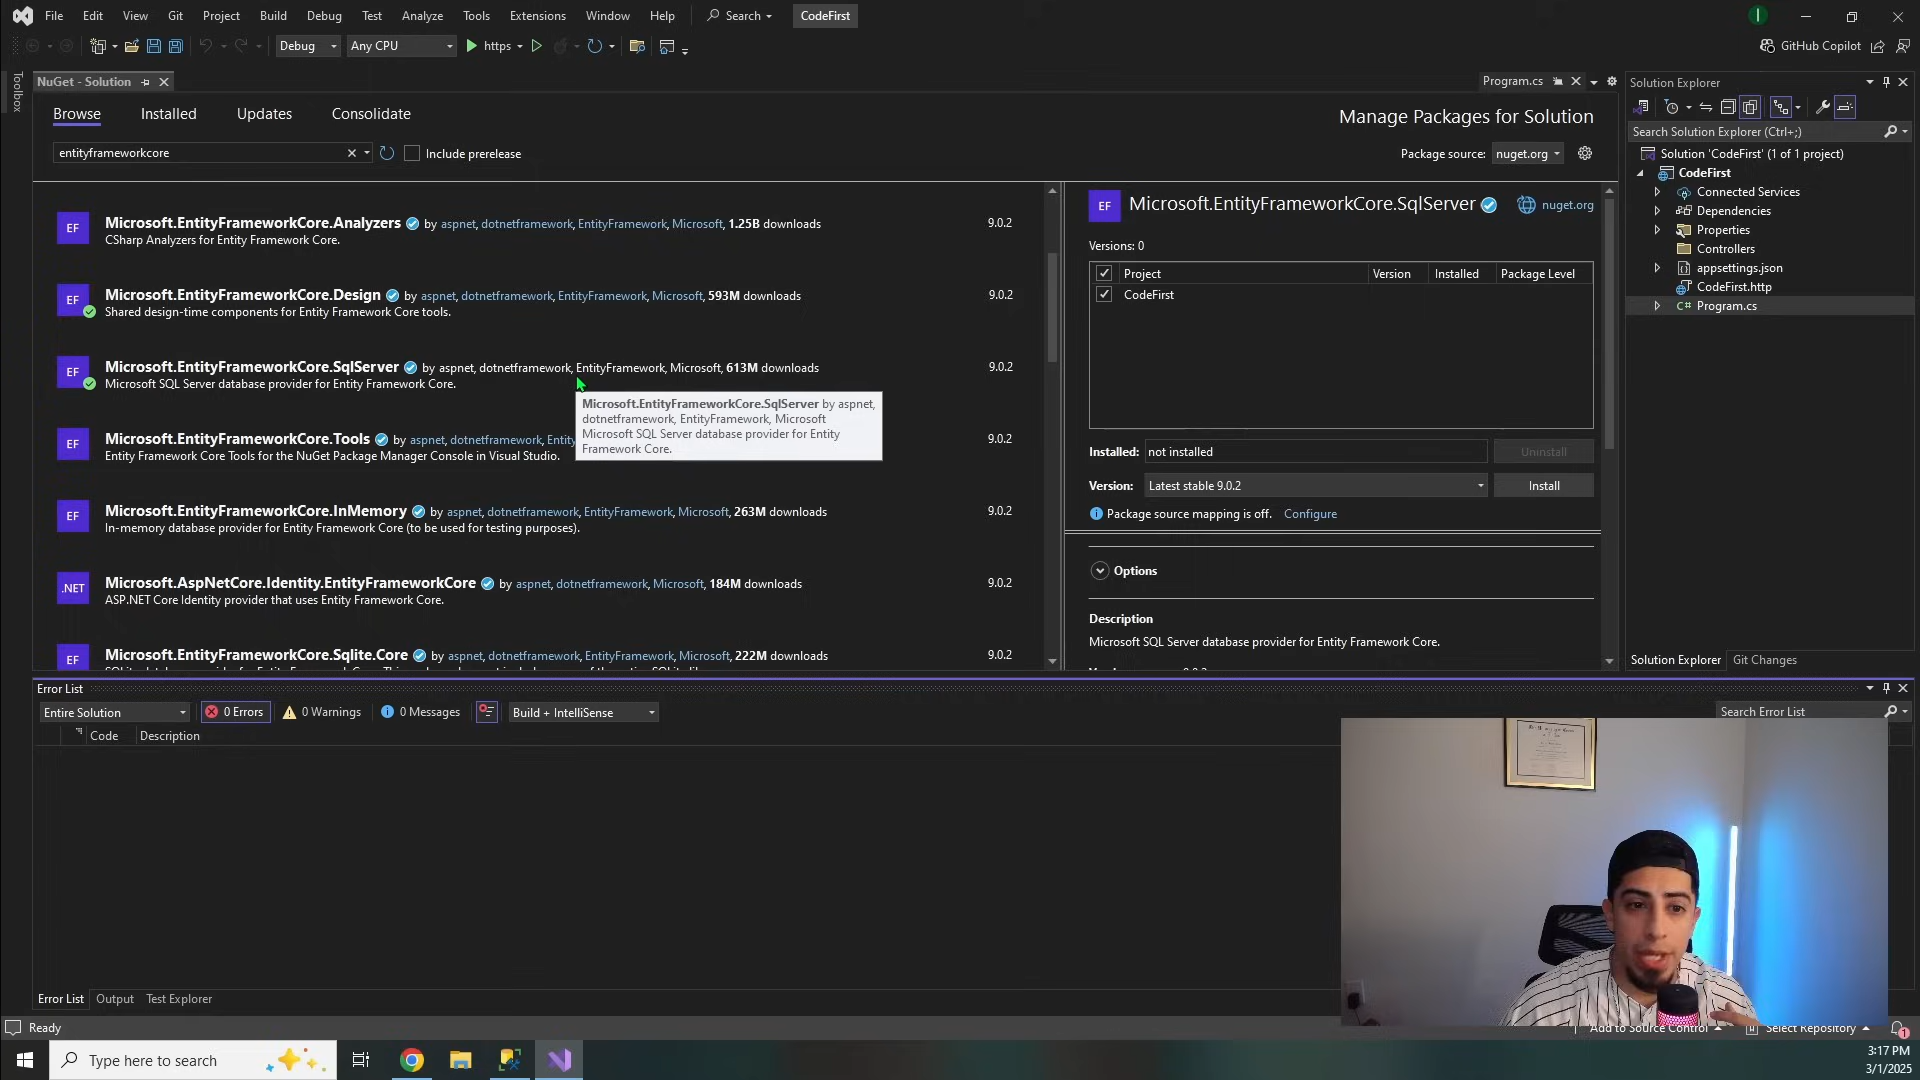 File Edit View Git Project Build Debug Test Analyze Tools Extensions Window Help Search CodeFirst
Debug Any CPU https GitHub Copilot
Toolbox
NuGet - Solution Program.cs
Browse Installed Updates Consolidate
Manage Packages for Solution
entityframeworkcore
Include prerelease
Package source: nuget.org
EF
Microsoft.EntityFrameworkCore.Analyzers by aspnet, dotnetframework, EntityFramework, Microsoft, 1.25B downloads 9.0.2
CSharp Analyzers for Entity Framework Core.
EF
Microsoft.EntityFrameworkCore.Design by aspnet, dotnetframework, EntityFramework, Microsoft, 593M downloads 9.0.2
Shared design-time components for Entity Framework Core tools.
EF
Microsoft.EntityFrameworkCore.SqlServer by aspnet, dotnetframework, EntityFramework, Microsoft, 613M downloads 9.0.2
Microsoft SQL Server database provider for Entity Framework Core.
Microsoft.EntityFrameworkCore.SqlServer by aspnet,
dotnetframework, EntityFramework, Microsoft
Microsoft SQL Server database provider for Entity
Framework Core.
EF
Microsoft.EntityFrameworkCore.Tools by aspnet, dotnetframework, Entity 9.0.2
Entity Framework Core Tools for the NuGet Package Manager Console in Visual Studio.
EF
Microsoft.EntityFrameworkCore.InMemory by aspnet, dotnetframework, EntityFramework, Microsoft, 263M downloads 9.0.2
In-memory database provider for Entity Framework Core (to be used for testing purposes).
.NET
Microsoft.AspNetCore.Identity.EntityFrameworkCore by aspnet, dotnetframework, Microsoft, 184M downloads 9.0.2
ASP.NET Core Identity provider that uses Entity Framework Core.
EF
Microsoft.EntityFrameworkCore.Sqlite.Core by aspnet, dotnetframework, EntityFramework, Microsoft, 222M downloads 9.0.2
EF
Microsoft.EntityFrameworkCore.SqlServer nuget.org
Versions: 0
Project Version Installed Package Level
CodeFirst
Installed: not installed Uninstall
Version: Latest stable 9.0.2 Install
Package source mapping is off. Configure
Options
Description
Microsoft SQL Server database provider for Entity Framework Core.
Solution Explorer
Search Solution Explorer (Ctrl+;)
Solution 'CodeFirst' (1 of 1 project)
CodeFirst
Connected Services
Dependencies
Properties
Controllers
appsettings.json
CodeFirst.http
C# Program.cs
Solution Explorer Git Changes
Error List
Entire Solution 0 Errors 0 Warnings 0 Messages Build + IntelliSense Search Error List
Code Description
Error List Output Test Explorer
Ready Add to Source Control Select Repository 1
Type here to search
3:17 PM
3/1/2025